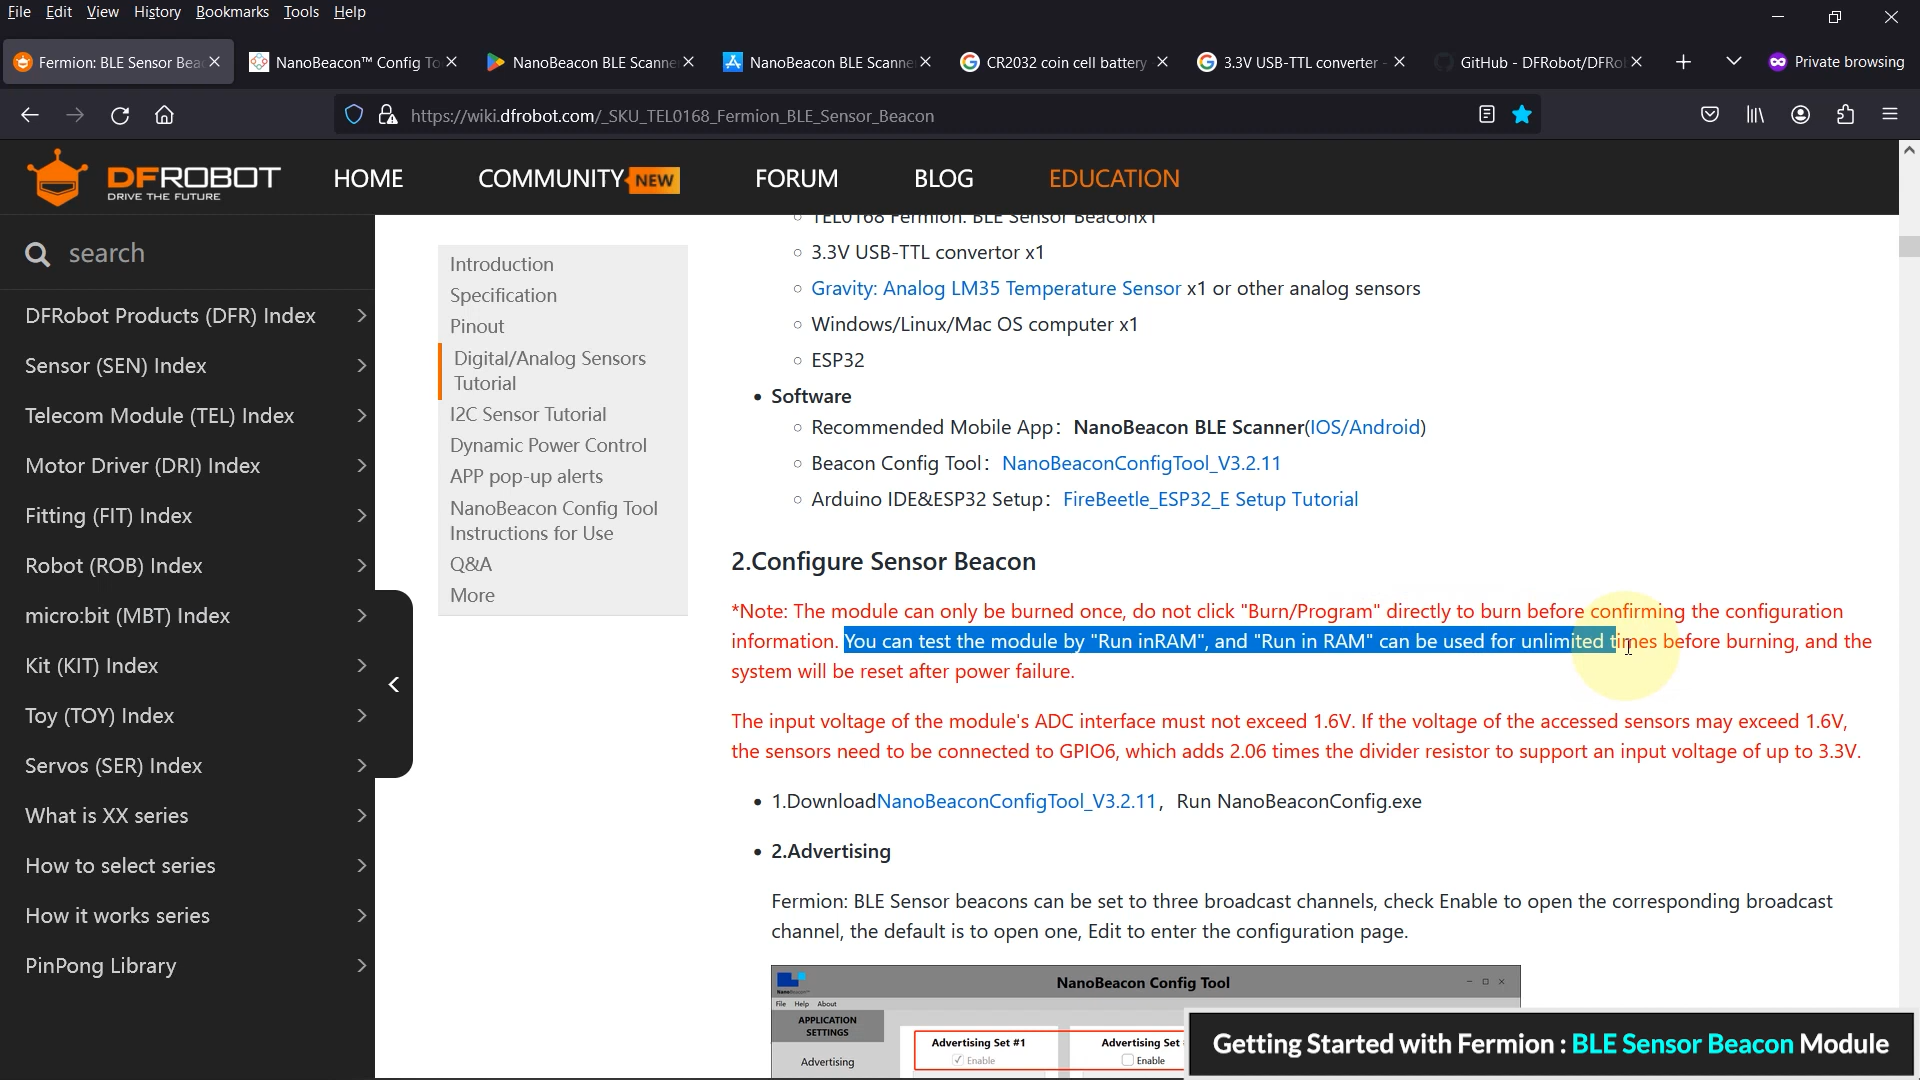 File Edit View History Bookmarks Tools Help
Fermion: BLE Sensor Bea
NanoBeacon™ Config To
NanoBeacon BLE Scanne
NanoBeacon BLE Scanne
CR2032 coin cell battery
3.3V USB-TTL converter -
GitHub - DFRobot/DFRo
Private browsing
https://wiki.dfrobot.com/_SKU_TEL0168_Fermion_BLE_Sensor_Beacon
DFROBOT
DRIVE THE FUTURE
HOME COMMUNITY NEW FORUM BLOG EDUCATION
search
DFRobot Products (DFR) Index
Sensor (SEN) Index
Telecom Module (TEL) Index
Motor Driver (DRI) Index
Fitting (FIT) Index
Robot (ROB) Index
micro:bit (MBT) Index
Kit (KIT) Index
Toy (TOY) Index
Servos (SER) Index
What is XX series
How to select series
How it works series
PinPong Library
Introduction
Specification
Pinout
Digital/Analog Sensors
Tutorial
I2C Sensor Tutorial
Dynamic Power Control
APP pop-up alerts
NanoBeacon Config Tool
Instructions for Use
Q&A
More
TEL0168 Fermion: BLE Sensor Beaconx1
3.3V USB-TTL convertor x1
Gravity: Analog LM35 Temperature Sensor x1 or other analog sensors
Windows/Linux/Mac OS computer x1
ESP32
Software
Recommended Mobile App：NanoBeacon BLE Scanner(IOS/Android)
Beacon Config Tool：NanoBeaconConfigTool_V3.2.11
Arduino IDE&ESP32 Setup：FireBeetle_ESP32_E Setup Tutorial
2.Configure Sensor Beacon
*Note: The module can only be burned once, do not click "Burn/Program" directly to burn before confirming the configuration
information. You can test the module by "Run inRAM", and "Run in RAM" can be used for unlimited times before burning, and the
system will be reset after power failure.
The input voltage of the module's ADC interface must not exceed 1.6V. If the voltage of the accessed sensors may exceed 1.6V,
the sensors need to be connected to GPIO6, which adds 2.06 times the divider resistor to support an input voltage of up to 3.3V.
1.DownloadNanoBeaconConfigTool_V3.2.11，Run NanoBeaconConfig.exe
2.Advertising
Fermion: BLE Sensor beacons can be set to three broadcast channels, check Enable to open the corresponding broadcast
channel, the default is to open one, Edit to enter the configuration page.
NanoBeacon Config Tool
File Help About
APPLICATION
SETTINGS
Advertising
Advertising Set #1
Enable
Advertising Set
Enable
Getting Started with Fermion : BLE Sensor Beacon Module